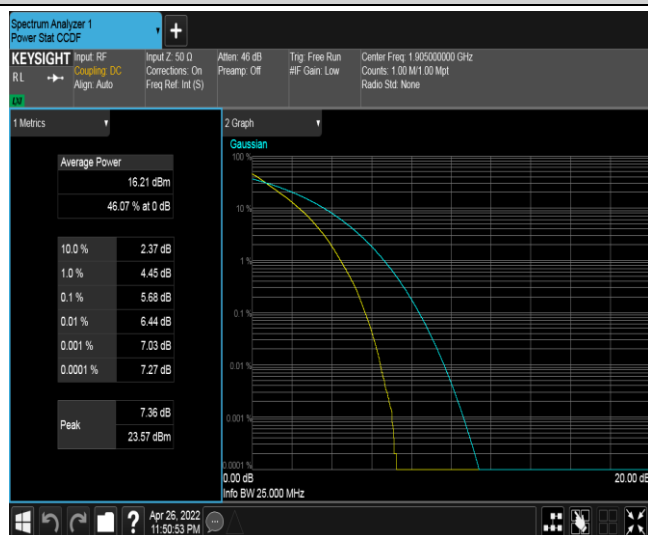 Spectrum Analyzer 1
Power Stat CCDF
+
KEYSIGHT
RL
LXI
Input: RF
Coupling: DC
Align: Auto
Input Z: 50 Ω
Corrections: On
Freq Ref: Int (S)
Atten: 46 dB
Preamp: Off
Trig: Free Run
#IF Gain: Low
Center Freq: 1.905000000 GHz
Counts: 1.00 M/1.00 Mpt
Radio Std: None
1 Metrics
Average Power
16.21 dBm
46.07 % at 0 dB
10.0 % 2.37 dB
1.0 % 4.45 dB
0.1 % 5.68 dB
0.01 % 6.44 dB
0.001 % 7.03 dB
0.0001 % 7.27 dB
Peak 7.36 dB
23.57 dBm
2 Graph
Gaussian
100 %
10 %
1 %
0.1 %
0.01 %
0.001 %
0.0001 %
0.00 dB 20.00 dB
Info BW 25.000 MHz
?
Apr 26, 2022
11:50:53 PM